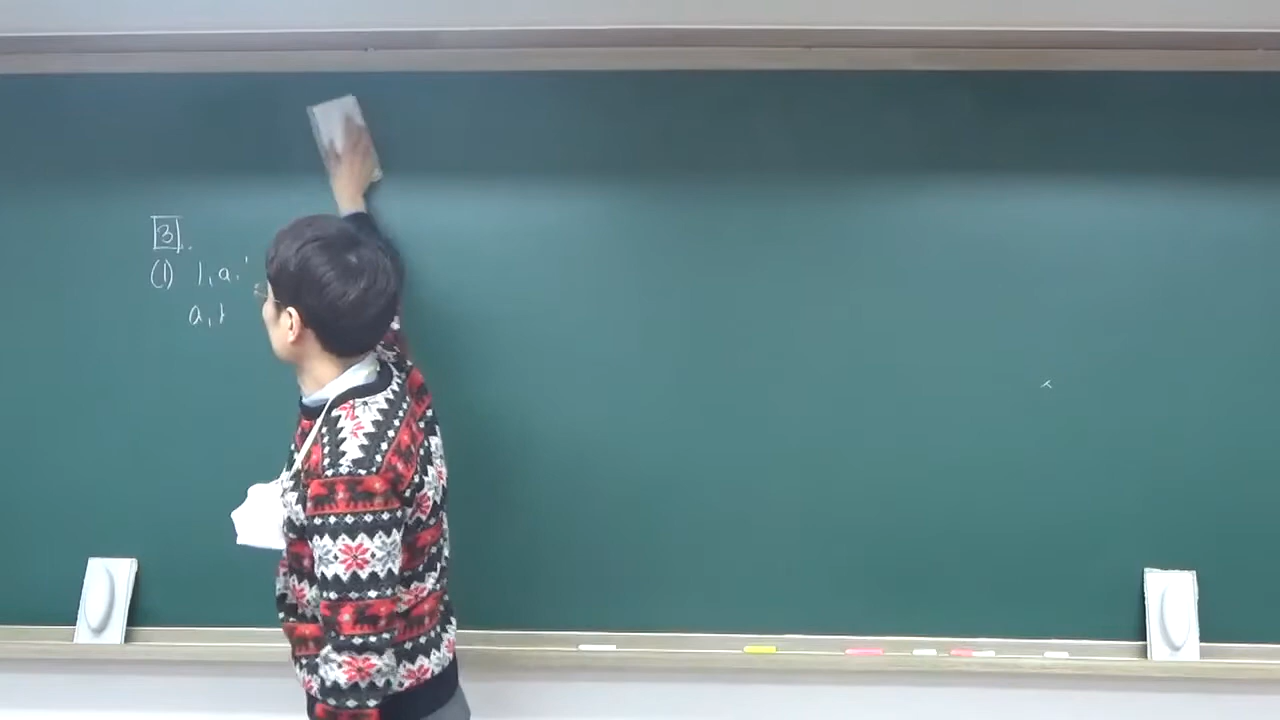 3.
(1) 1, a
a,